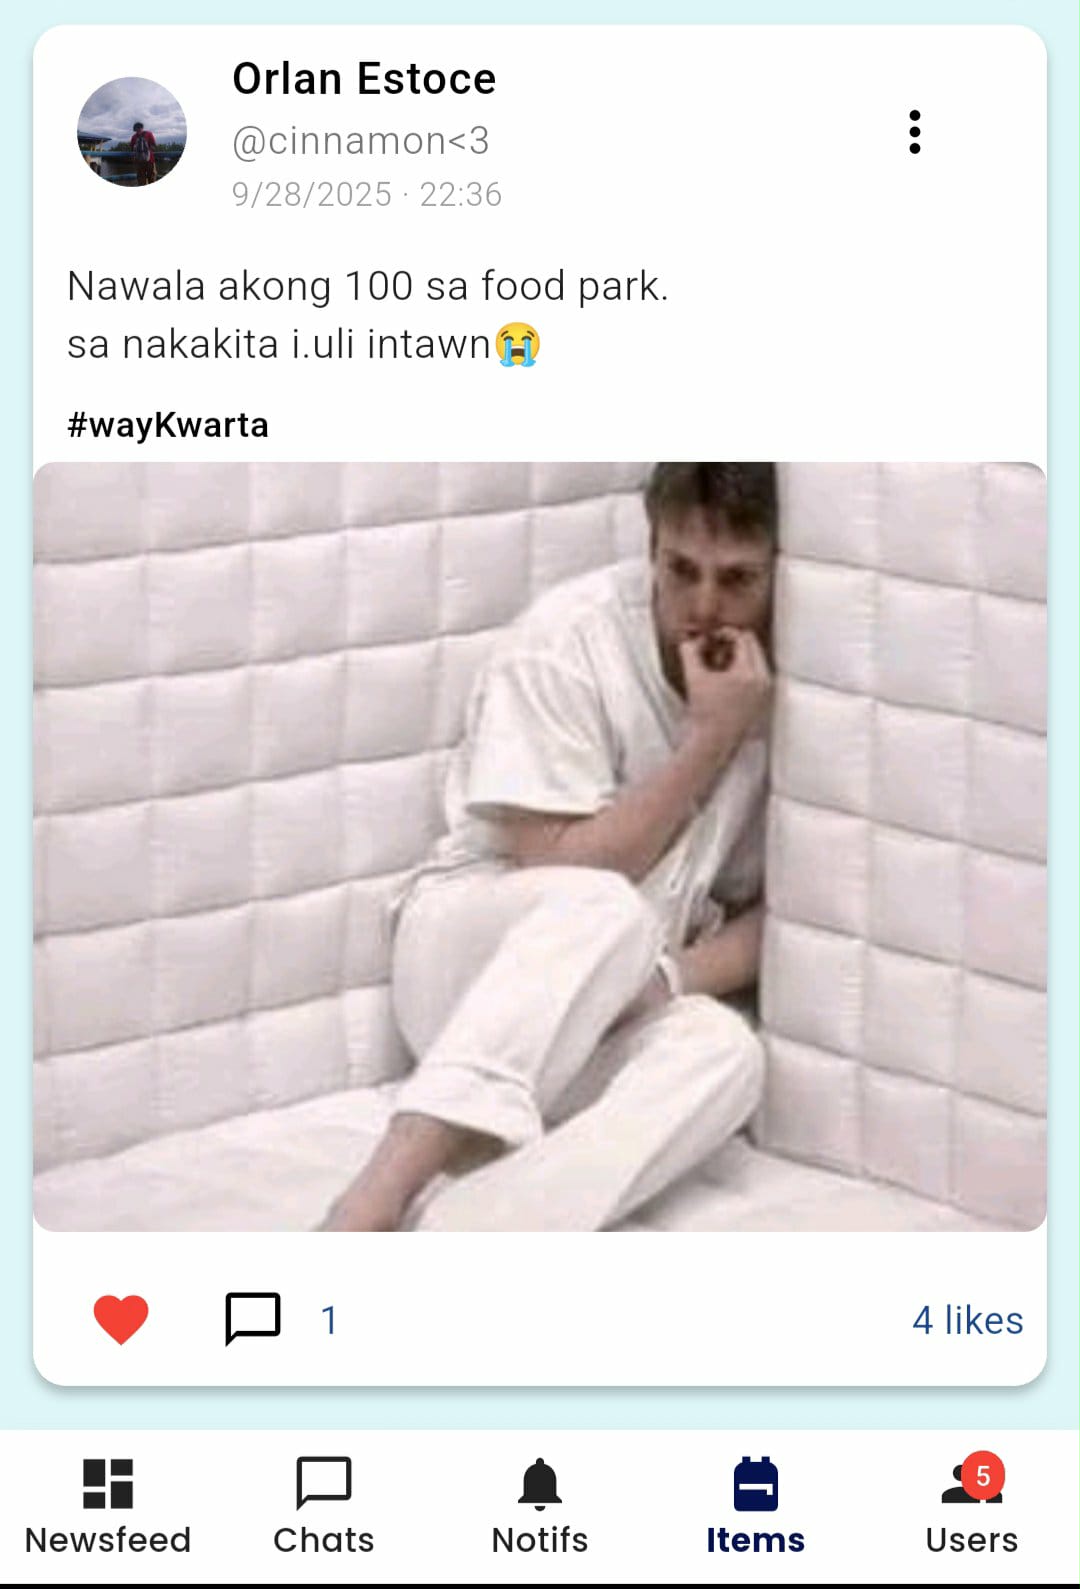 Orlan Estoce
@cinnamon<3
9/28/2025 · 22:36
Nawala akong 100 sa food park.
sa nakakita i.uli intawn😭
#wayKwarta
1
4 likes
5
Newsfeed
Chats
Notifs
Items
Users